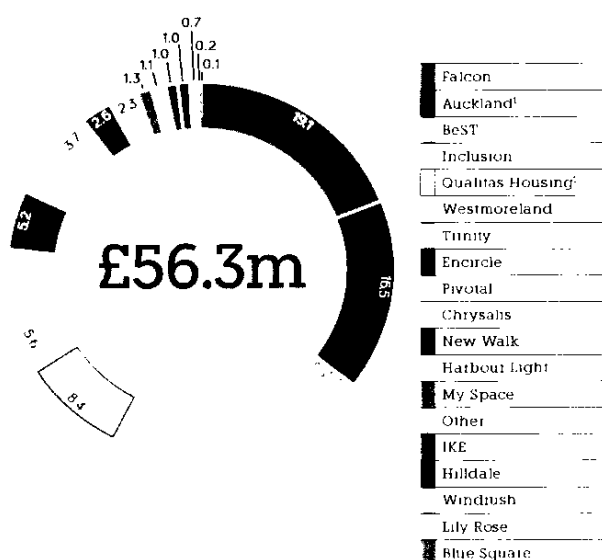 0.7
0.2
0.1
1.0
1.0
1.1
1.3
2.3
2.6
3.7
5.2
5.6
8.4
19.1
16.5
£56.3m
Falcon
Auckland¹
BeST
Inclusion
Qualitas Housing²
Westmoreland
Trinity
Encircle
Pivotal
Chrysalis
New Walk
Harbour Light
My Space
Other
IKE
Hilldale
Windrush
Lily Rose
Blue Square